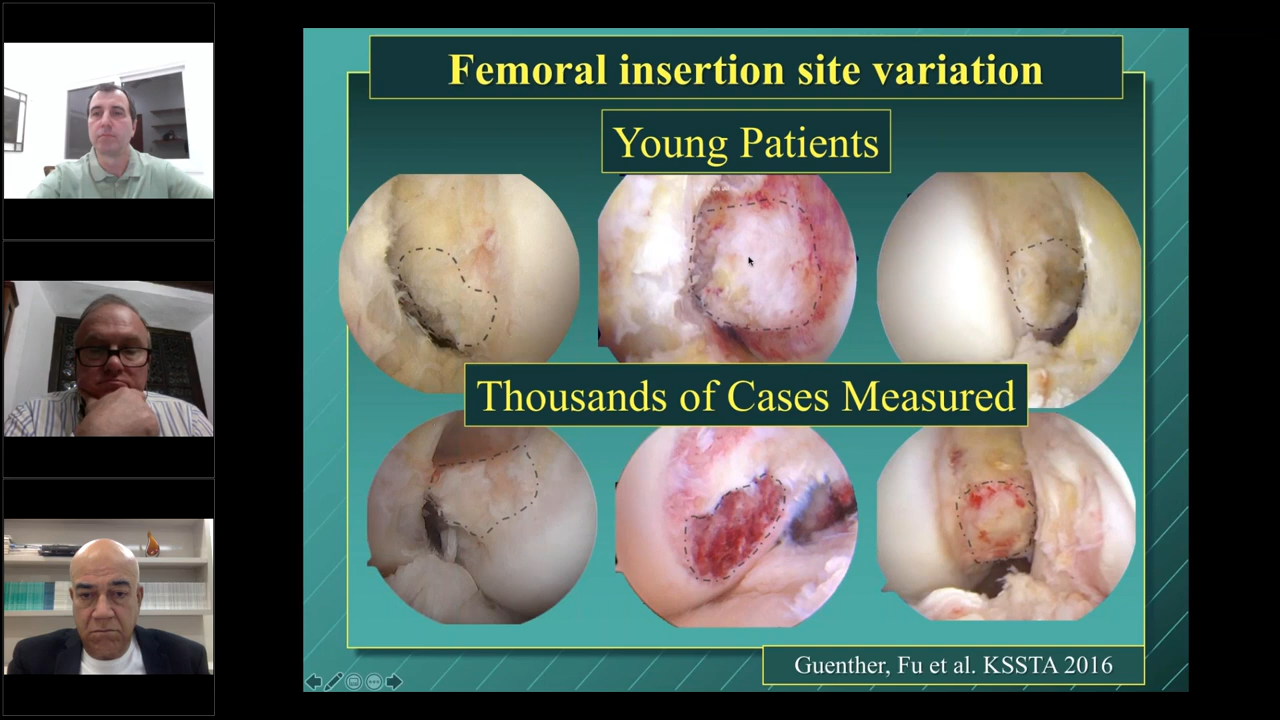 Femoral insertion site variation
Young Patients
Thousands of Cases Measured
Guenther, Fu et al. KSSTA 2016